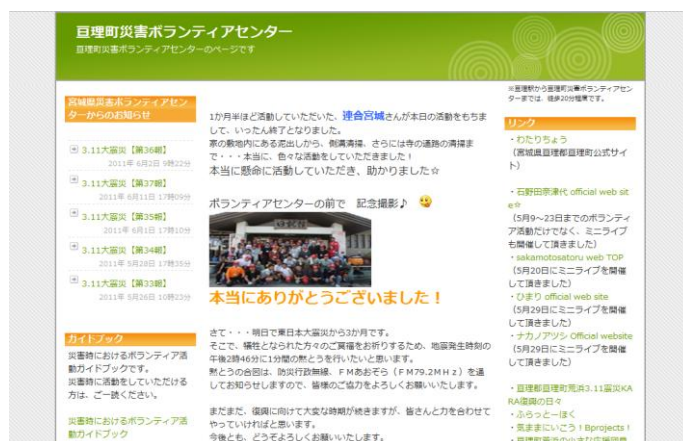 亘理町災害ボランティアセンター
亘理町災害ボランティアセンターのページです
宮城県災害ボランティアセン
ターからのお知らせ
3.11大震災【第36報】
2011年 6月2日 9時22分
3.11大震災【第37報】
2011年 6月11日 17時09分
3.11大震災【第35報】
2011年 6月1日 17時10分
3.11大震災【第34報】
2011年 5月28日 17時35分
3.11大震災【第33報】
2011年 5月26日 10時23分
ガイドブック
災害時におけるボランティア活
動ガイドブックです。
災害時に活動をしていただける
方は、ご一読ください。
災害時におけるボランティア活
動ガイドブック
1か月半ほど活動していただいた、連合宮城さんが本日の活動をもちま
して、いったん終了となりました。
家の敷地内にある泥出しから、側溝清掃、さらには寺の通路の清掃ま
で・・・本当に、色々な活動をしていただきました！
本当に懸命に活動していただき、助かりました☆
ボランティアセンターの前で 記念撮影♪
本当にありがとうございました！
さて・・・明日で東日本大震災から3か月です。
そこで、犠牲となられた方々のご冥福をお祈りするため、地震発生時刻の
午後2時46分に1分間の黙とうを行いたいと思います。
黙とうの合図は、防災行政無線、ＦＭあおぞら（ＦＭ79.2ＭＨｚ）を通
してお知らせしますので、皆様のご協力をよろしくお願いいたします。
まだまだ、復興に向けて大変な時期が続きますが、皆さんと力を合わせて
やっていければと思います。
今後とも、どうぞよろしくお願いいたします。
※亘理駅から亘理町災害ボランティアセン
ターまでは、徒歩20分程度です。
リンク
・わたりちょう
（宮城県亘理郡亘理町公式サイ
ト）
・石野田奈津代 official web sit
e☆
（5月9～23日までのボランティ
ア活動だけでなく、ミニライブ
も開催して頂きました）
・sakamotosatoru web TOP
（5月20日にミニライブを開催
して頂きました）
・ひまり official web site
（5月29日にミニライブを開催
して頂きました）
・ナカノアツシ Official website
（5月29日にミニライブを開催
して頂きました）
・亘理郡亘理町荒浜3.11震災KA
RA復興の日々
・ふらっとーほく
・気ままにいこう！Bprojects！